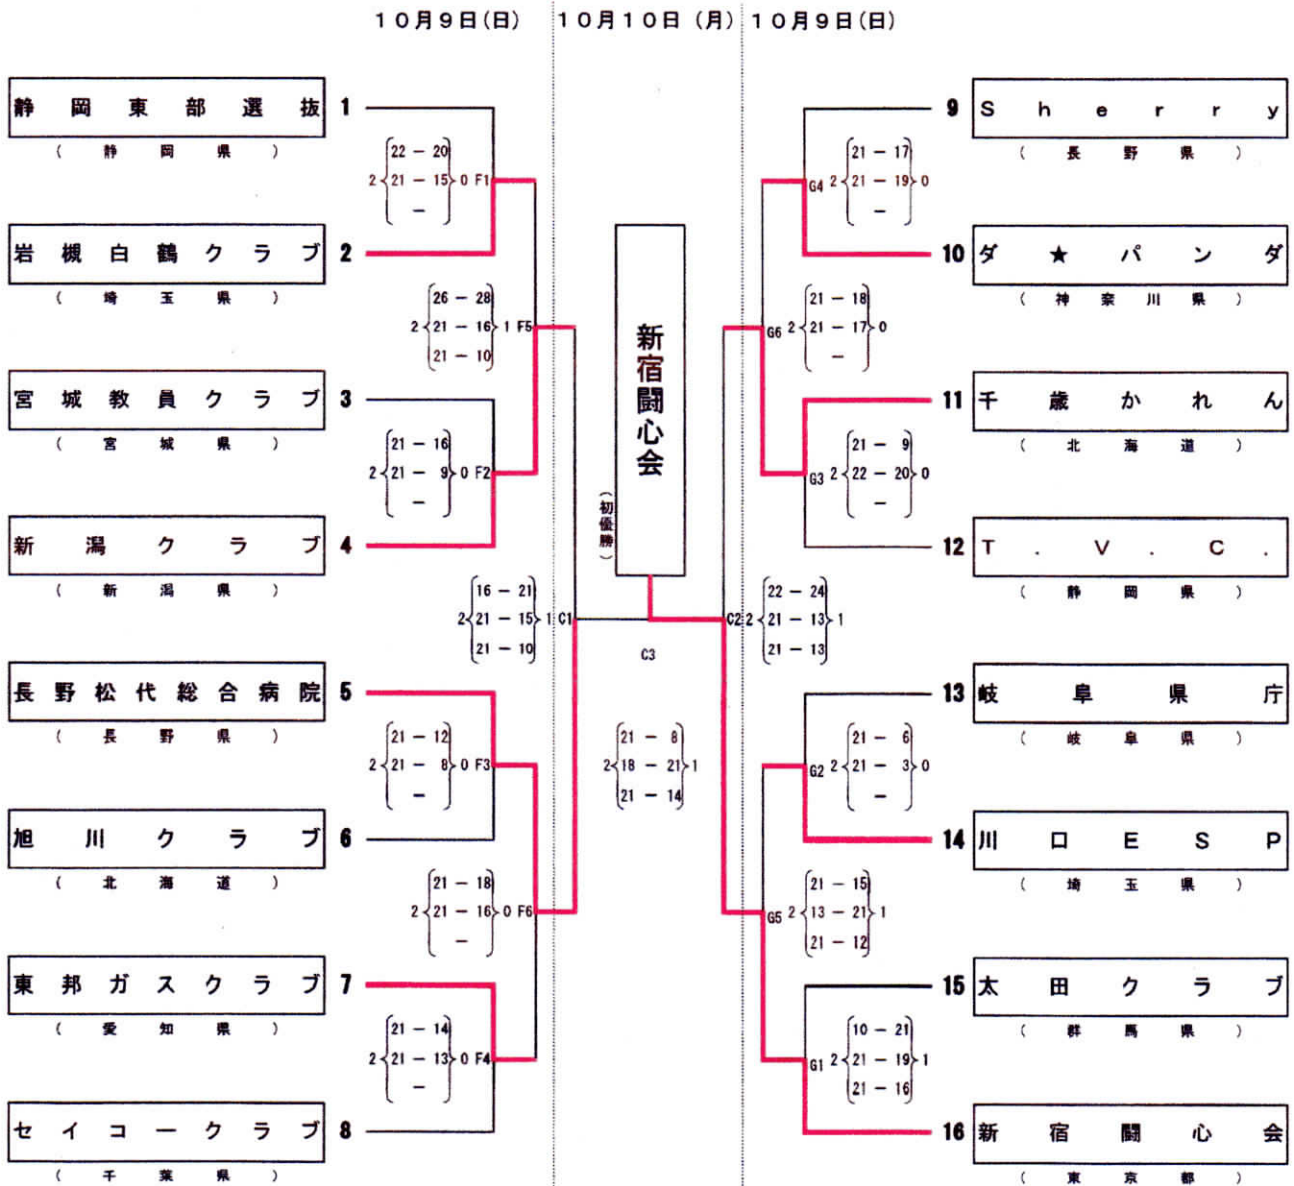 10月9日(日) 10月10日(月) 10月9日(日)
静岡東部選抜 1
(静岡県)
22 - 20
2 21 - 15 0 F1
-
岩槻白鶴クラブ 2
(埼玉県)
26 - 28
2 21 - 16 1 F5
21 - 10
宮城教員クラブ 3
(宮城県)
21 - 16
2 21 - 9 0 F2
-
新潟クラブ 4
(新潟県)
16 - 21
2 21 - 15 1 C1
21 - 10
長野松代総合病院 5
(長野県)
21 - 12
2 21 - 8 0 F3
-
旭川クラブ 6
(北海道)
21 - 18
2 21 - 16 0 F6
-
東邦ガスクラブ 7
(愛知県)
21 - 14
2 21 - 13 0 F4
-
セイコークラブ 8
(千葉県)
新宿闘心会
(初優勝)
C3
21 - 8
2 18 - 21 1
21 - 14
9 Sherry
(長野県)
21 - 17
G4 2 21 - 19 0
-
10 ダ★パンダ
(神奈川県)
21 - 18
G6 2 21 - 17 0
-
11 千歳かれん
(北海道)
21 - 9
G3 2 22 - 20 0
-
12 T.V.C.
(静岡県)
22 - 24
C2 2 21 - 13 1
21 - 13
13 岐阜県庁
(岐阜県)
21 - 6
G2 2 21 - 3 0
-
14 川口ESP
(埼玉県)
21 - 15
G5 2 13 - 21 1
21 - 12
15 太田クラブ
(群馬県)
10 - 21
G1 2 21 - 19 1
21 - 16
16 新宿闘心会
(東京都)